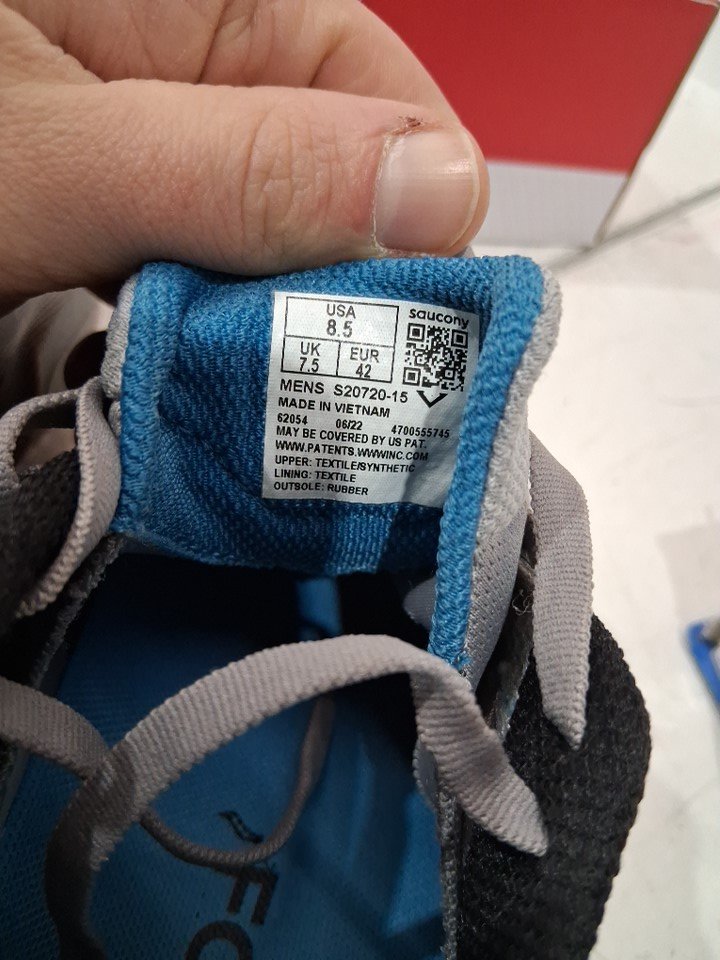 USA
8.5
UK
7.5
EUR
42
saucony
MENS S20720-15
MADE IN VIETNAM
62054 06/22 4700555745
MAY BE COVERED BY US PAT.
WWW.PATENTS.WWWINC.COM
UPPER: TEXTILE/SYNTHETIC
LINING: TEXTILE
OUTSOLE: RUBBER
FO